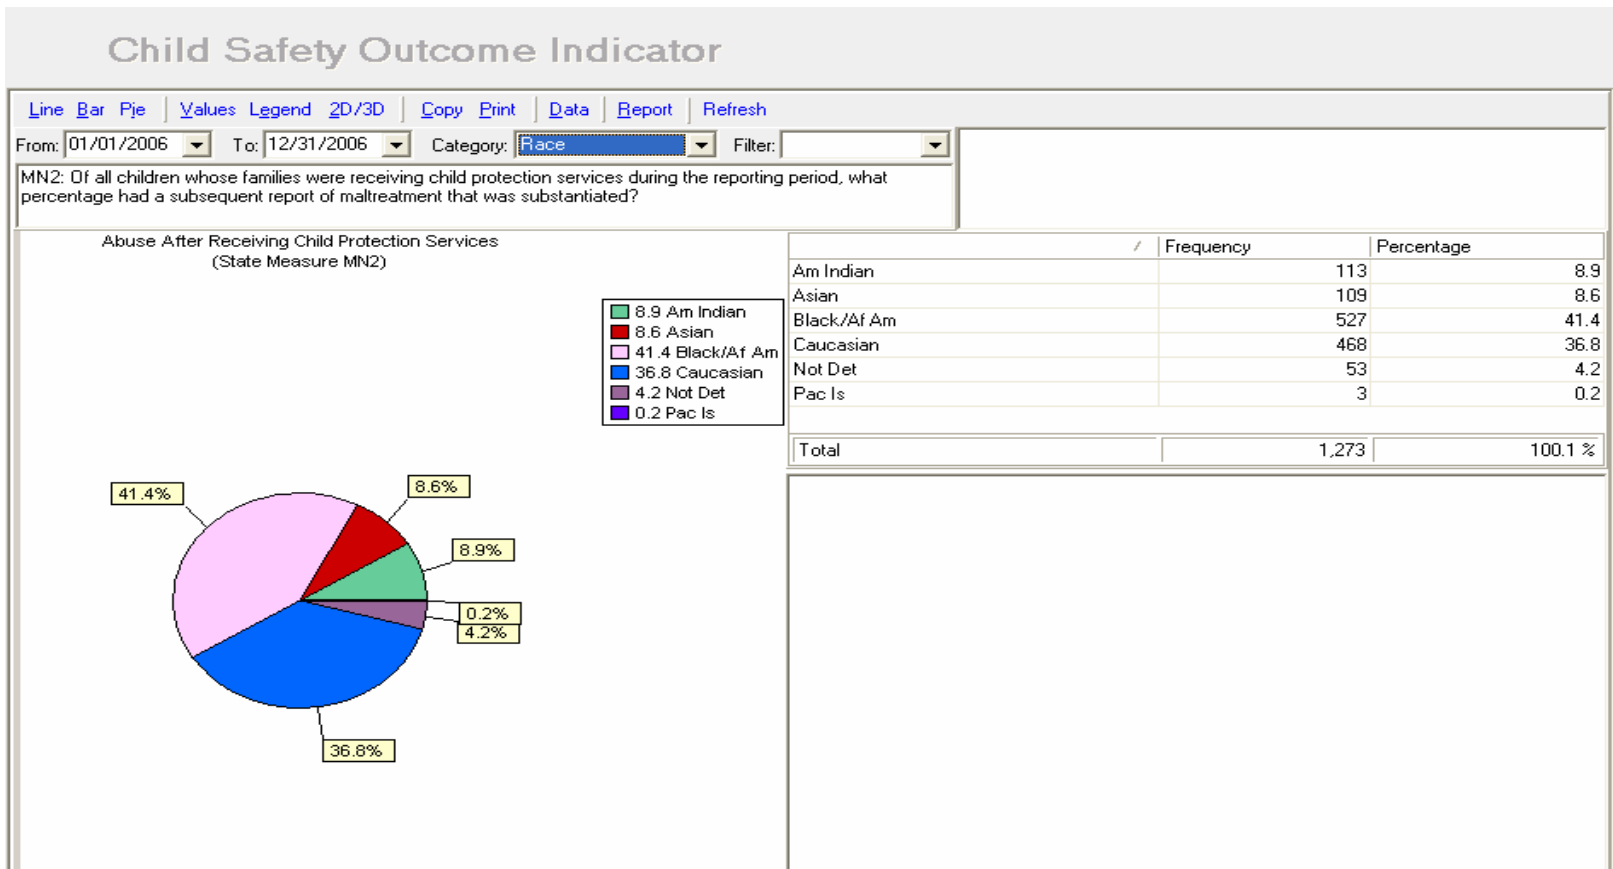 Child Safety Outcome Indicator
Line Bar Pie Values Legend 2D/3D Copy Print Data Report Refresh
From: 01/01/2006 To: 12/31/2006 Category: Race Filter:
MN2: Of all children whose families were receiving child protection services during the reporting period, what
percentage had a subsequent report of maltreatment that was substantiated?
Abuse After Receiving Child Protection Services
(State Measure MN2)
8.9 Am Indian
8.6 Asian
41.4 Black/Af Am
36.8 Caucasian
4.2 Not Det
0.2 Pac Is
41.4%
8.6%
8.9%
0.2%
4.2%
36.8%
Frequency Percentage
Am Indian 113 8.9
Asian 109 8.6
Black/Af Am 527 41.4
Caucasian 468 36.8
Not Det 53 4.2
Pac Is 3 0.2
Total 1,273 100.1 %